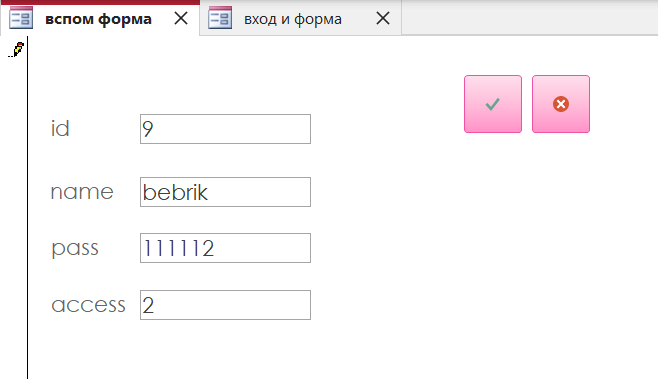 вспом форма
вход и форма
id 9
name bebrik
pass 111112
access 2